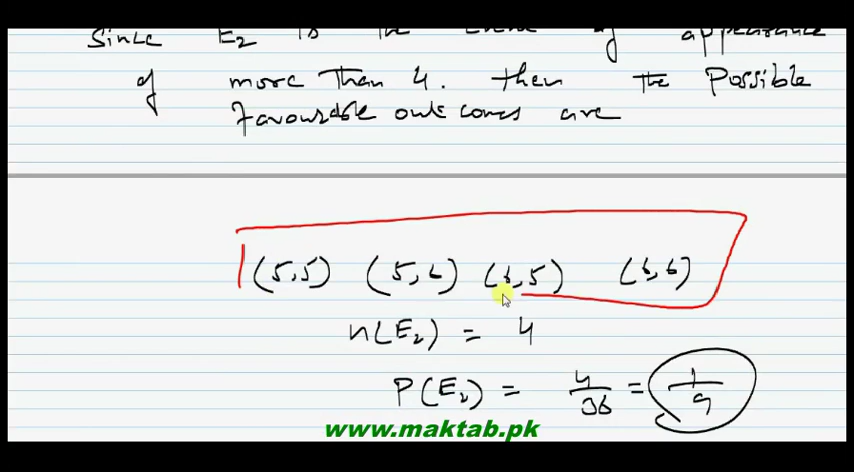 Since E2 is the event of appearance
of more than 4. then the Possible
favourable outcomes are
(5,5) (5,6) (6,5) (6,6)
n(E2) = 4
P(E2) = 4/36 = 1/9
www.maktab.pk